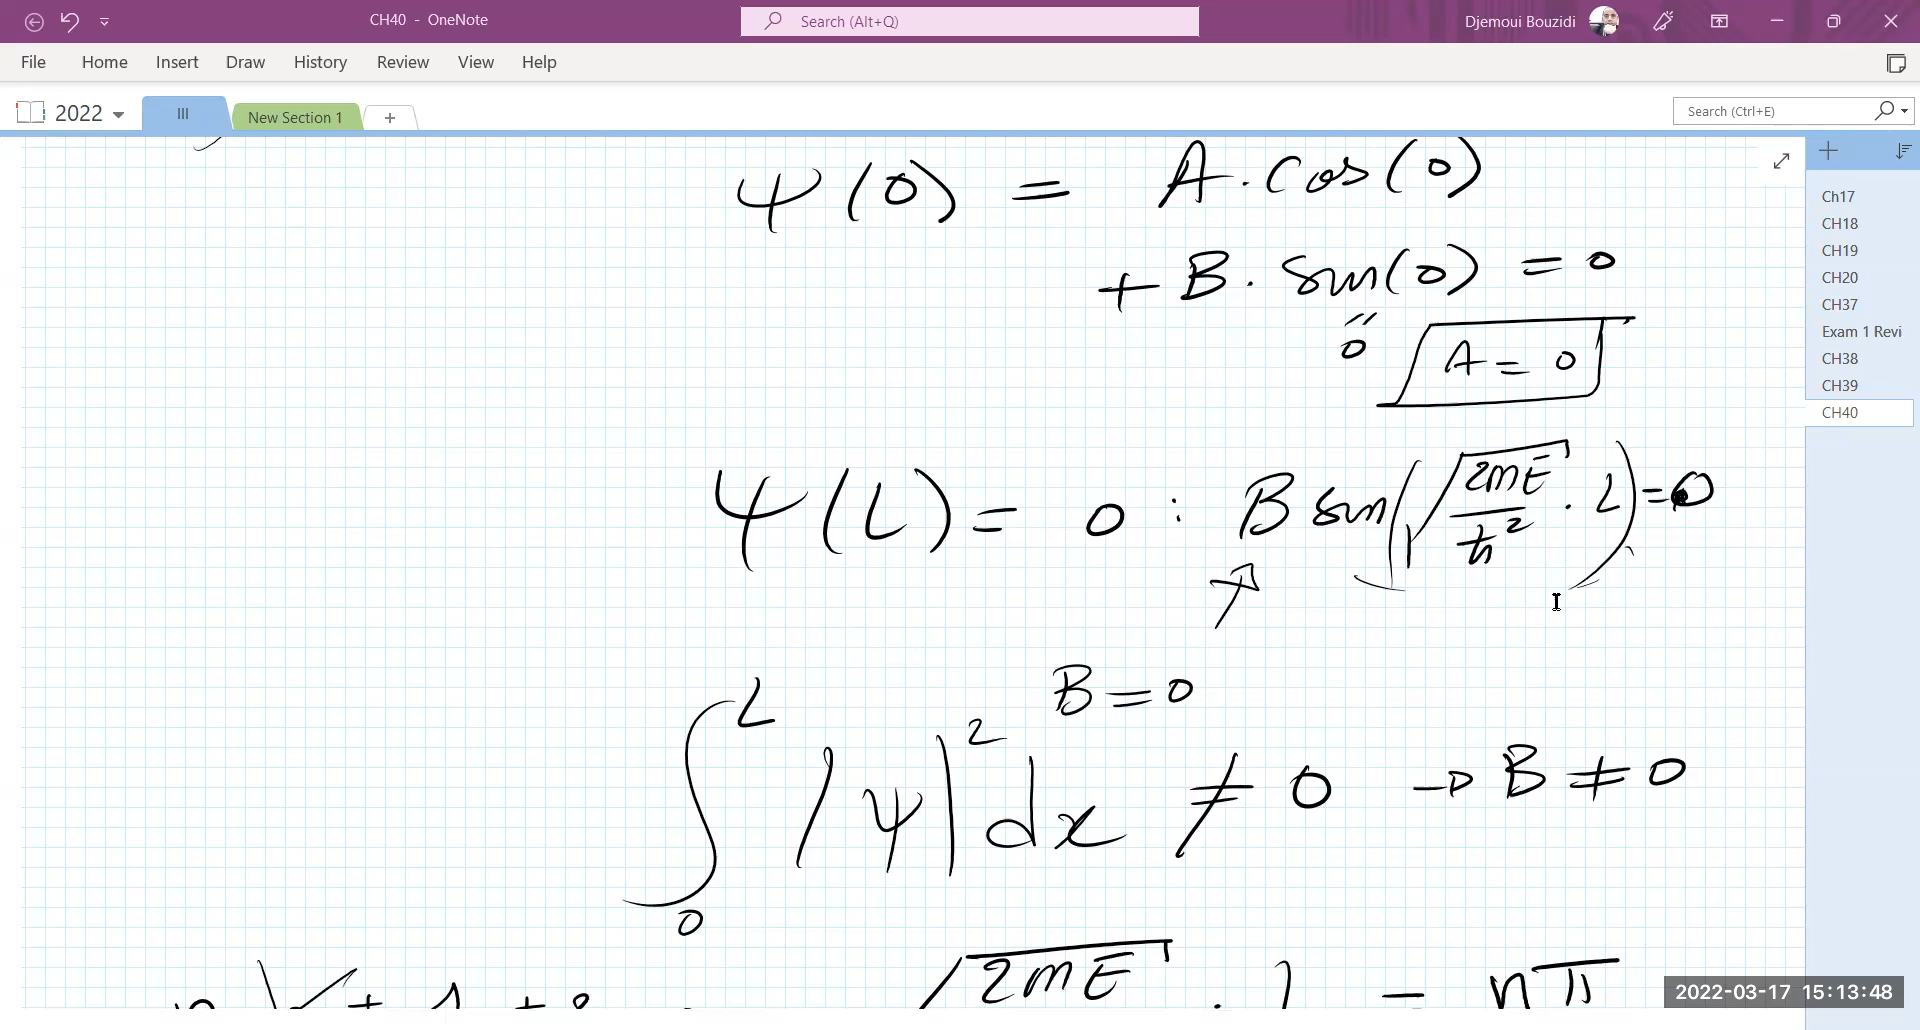 CH40 - OneNote
Search (Alt+Q)
Djemoui Bouzidi
File Home Insert Draw History Review View Help
2022
III
New Section 1
+
Search (Ctrl+E)
Ch17
CH18
CH19
CH20
CH37
Exam 1 Revi
CH38
CH39
CH40
ψ(0) = A.cos(0)
+ B. sin(0) = 0
0
A = 0
ψ(L) = 0 : B sin(√(2mE/ħ²) . L) = 0
B = 0
∫₀ᴸ |ψ|² dx ≠ 0 → B ≠ 0
√2mE . L = nπ
2022-03-17 15:13:48